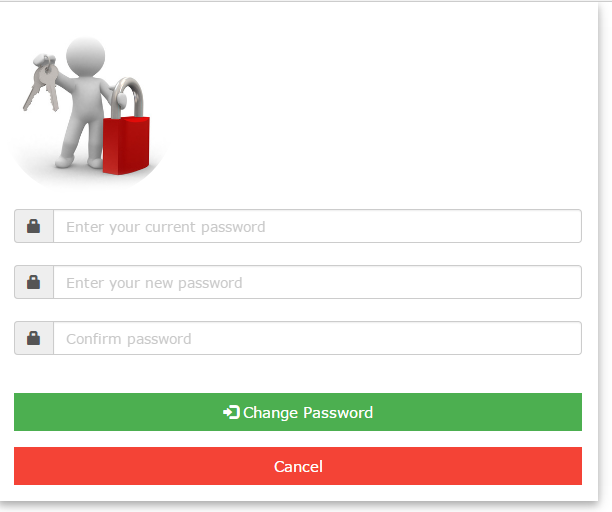 Enter your current password
Enter your new password
Confirm password
Change Password
Cancel